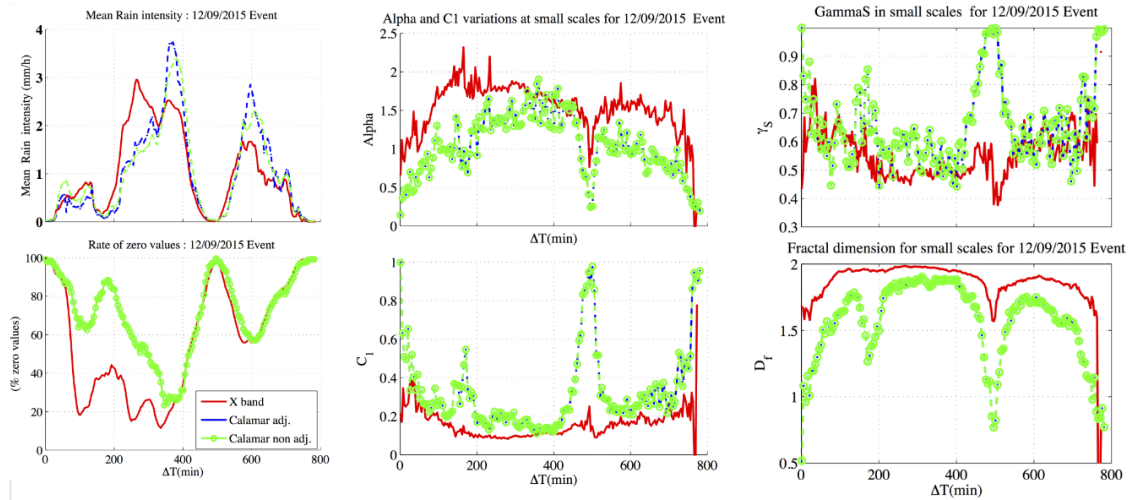 Mean Rain intensity : 12/09/2015 Event
Mean Rain intensity (mm/h)
4
3
2
1
0
0 200 400 600 800
Rate of zero values : 12/09/2015 Event
(% zero values)
100
80
60
40
20
0
X band
Calamar adj.
Calamar non adj.
0 200 400 600 800
ΔT(min)
Alpha and C1 variations at small scales for 12/09/2015 Event
Alpha
2.5
2
1.5
1
0.5
0
ΔT(min)
C1
1
0.8
0.6
0.4
0.2
0
0 200 400 600 800
ΔT(min)
GammaS in small scales for 12/09/2015 Event
γS
0.9
0.8
0.7
0.6
0.5
0.4
0.3
Fractal dimension for small scales for 12/09/2015 Event
Df
2
1.5
1
0.5
0 200 400 600 800
ΔT(min)